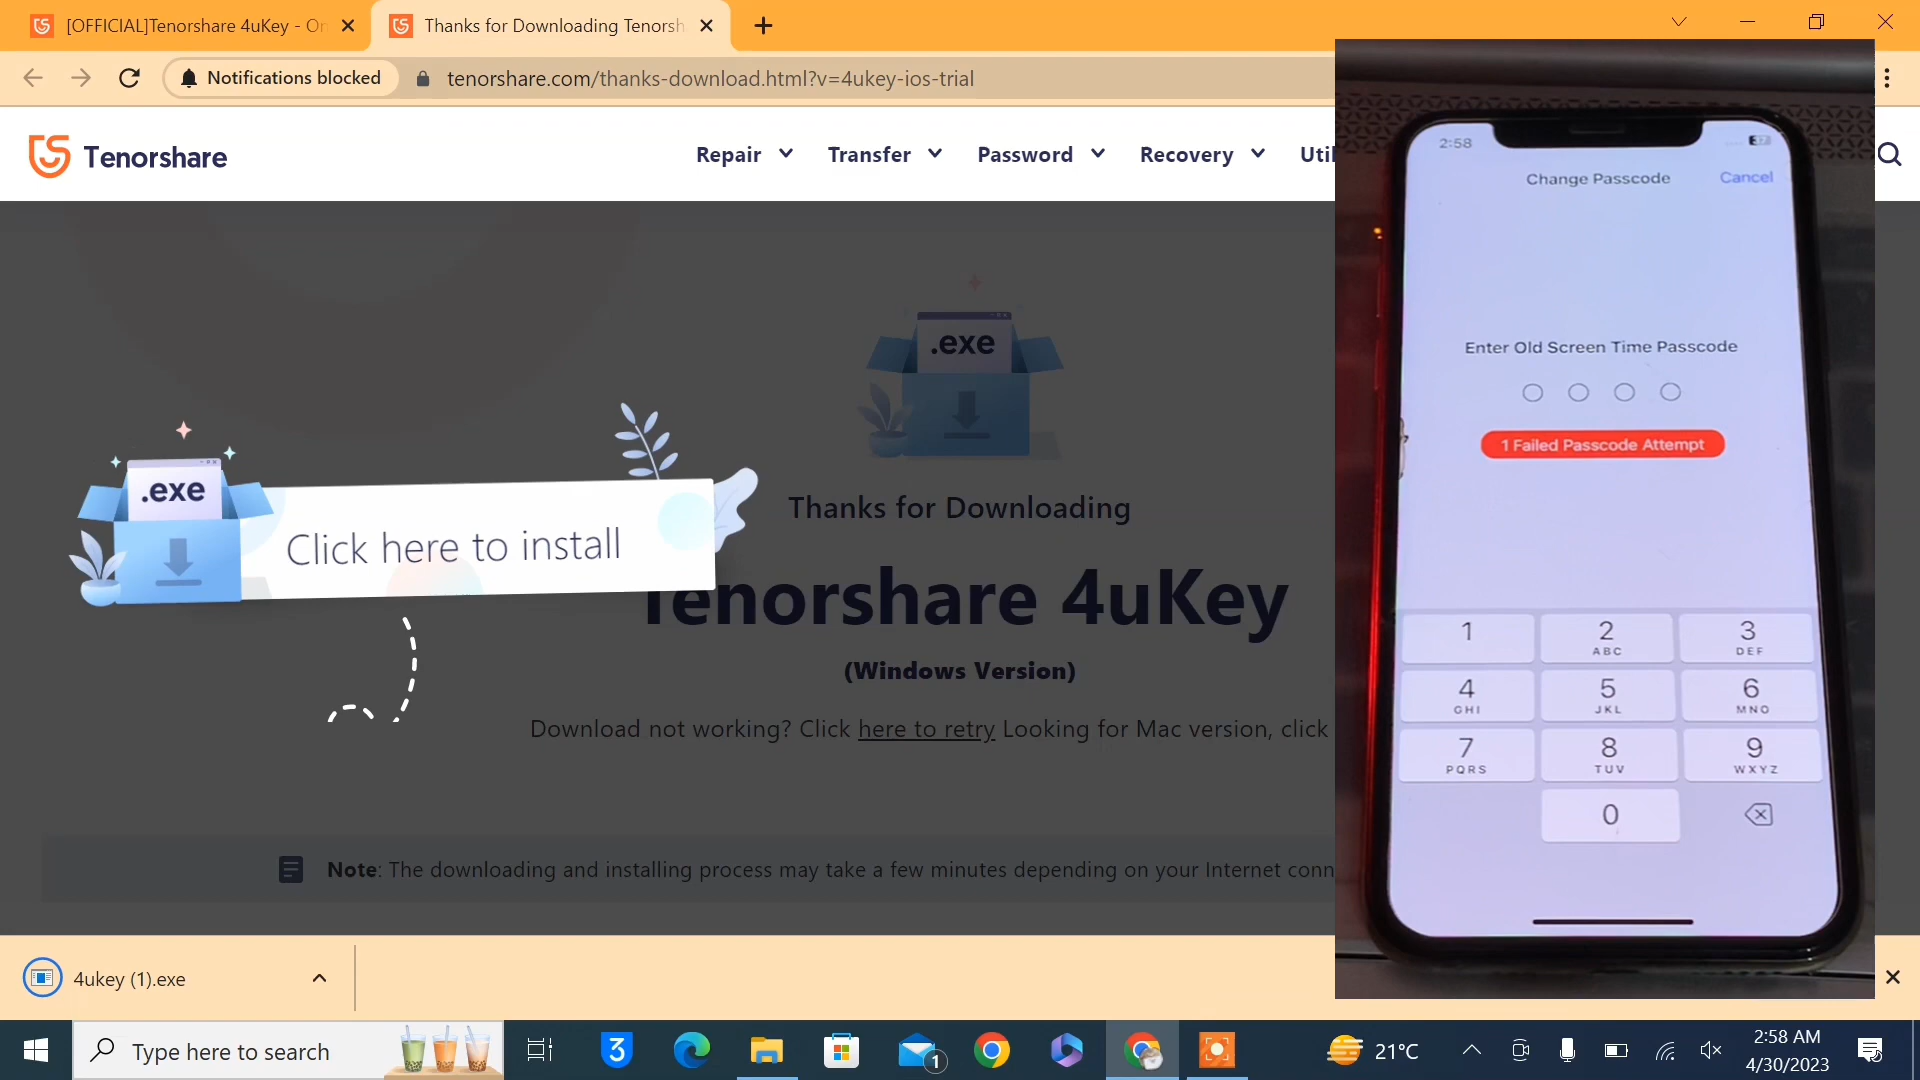 [OFFICIAL]Tenorshare 4uKey - On
Thanks for Downloading Tenorsh
Notifications blocked
tenorshare.com/thanks-download.html?v=4ukey-ios-trial
Tenorshare
Repair
Transfer
Password
Recovery
Util
.exe
Click here to install
.exe
Thanks for Downloading
Tenorshare 4uKey
(Windows Version)
Download not working? Click here to retry Looking for Mac version, click
Note: The downloading and installing process may take a few minutes depending on your Internet conn
2:58
Change Passcode
Cancel
Enter Old Screen Time Passcode
1 Failed Passcode Attempt
1
2
ABC
3
DEF
4
GHI
5
JKL
6
MNO
7
PQRS
8
TUV
9
WXYZ
0
4ukey (1).exe
Type here to search
3
1
21°C
2:58 AM
4/30/2023